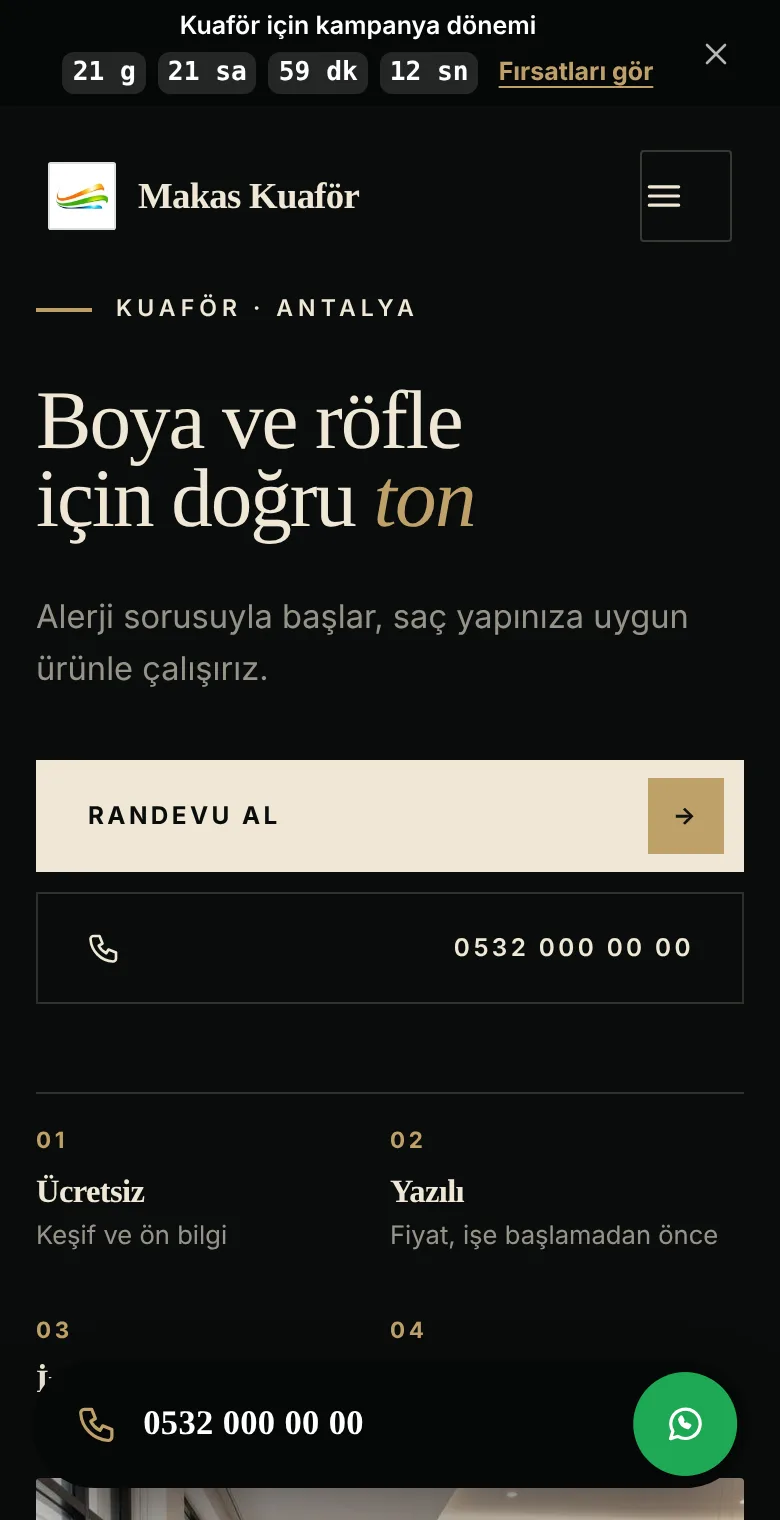 Kuaför için kampanya dönemi
21 g 21 sa 59 dk 12 sn Fırsatları gör
Makas Kuaför
KUAFÖR · ANTALYA
Boya ve röfle
için doğru ton
Alerji sorusuyla başlar, saç yapınıza uygun
ürünle çalışırız.
RANDEVU AL
0532 000 00 00
01 02
Ücretsiz Yazılı
Keşif ve ön bilgi Fiyat, işe başlamadan önce
03 04
0532 000 00 00